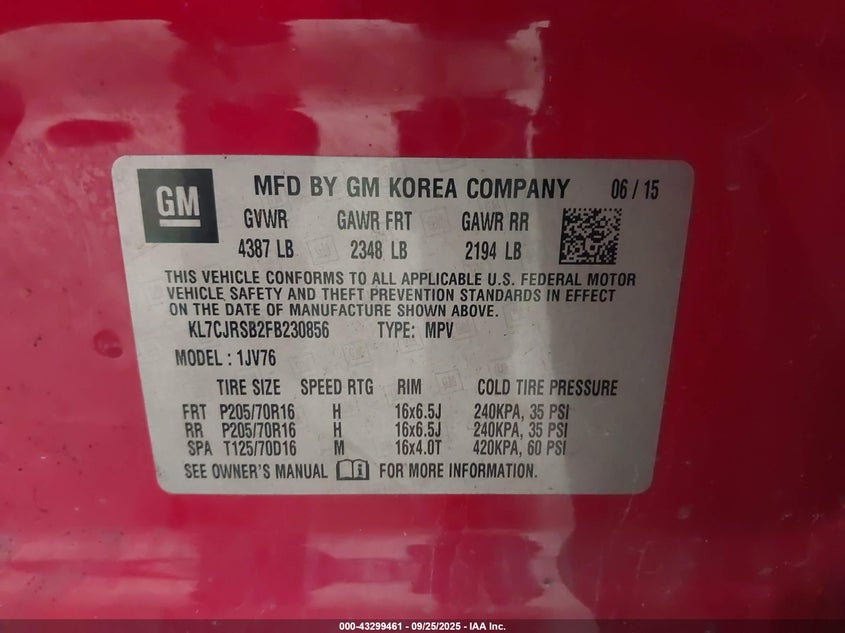 GM MFD BY GM KOREA COMPANY 06 / 15
GVWR GAWR FRT GAWR RR
4387 LB 2348 LB 2194 LB
THIS VEHICLE CONFORMS TO ALL APPLICABLE U.S. FEDERAL MOTOR
VEHICLE SAFETY AND THEFT PREVENTION STANDARDS IN EFFECT
ON THE DATE OF MANUFACTURE SHOWN ABOVE.
KL7CJRSB2FB230856 TYPE: MPV
MODEL : 1JV76
TIRE SIZE SPEED RTG RIM COLD TIRE PRESSURE
FRT P205/70R16 H 16x6.5J 240KPA, 35 PSI
RR P205/70R16 H 16x6.5J 240KPA, 35 PSI
SPA T125/70D16 M 16x4.0T 420KPA, 60 PSI
SEE OWNER'S MANUAL FOR MORE INFORMATION.
000-43299461 - 09/25/2025 - IAA Inc.